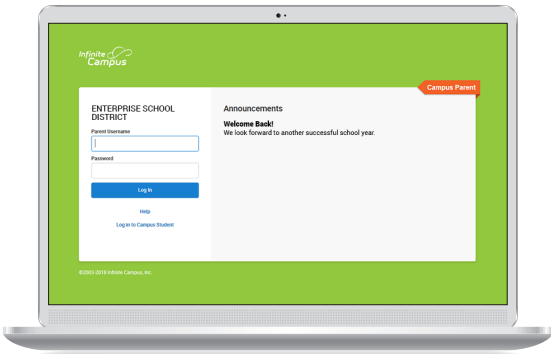 Infinite
Campus
Campus Parent
ENTERPRISE SCHOOL
DISTRICT
Parent Username
Password
Log In
Help
Log in to Campus Student
Announcements
Welcome Back!
We look forward to another successful school year.
©2003-2018 Infinite Campus, Inc.